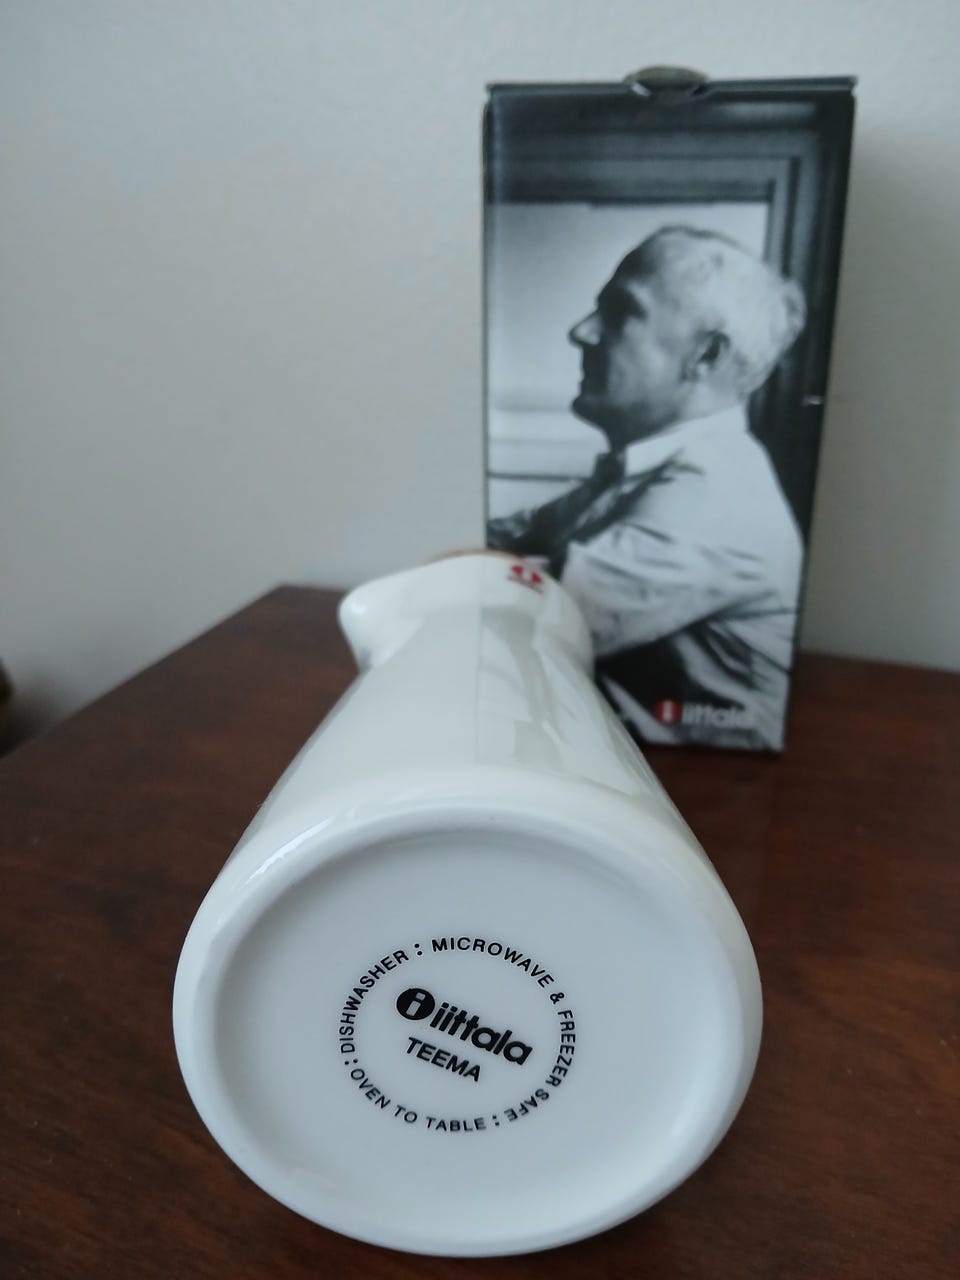 iittala
DISHWASHER : MICROWAVE & FREEZER SAFE : OVEN TO TABLE :
iittala
TEEMA